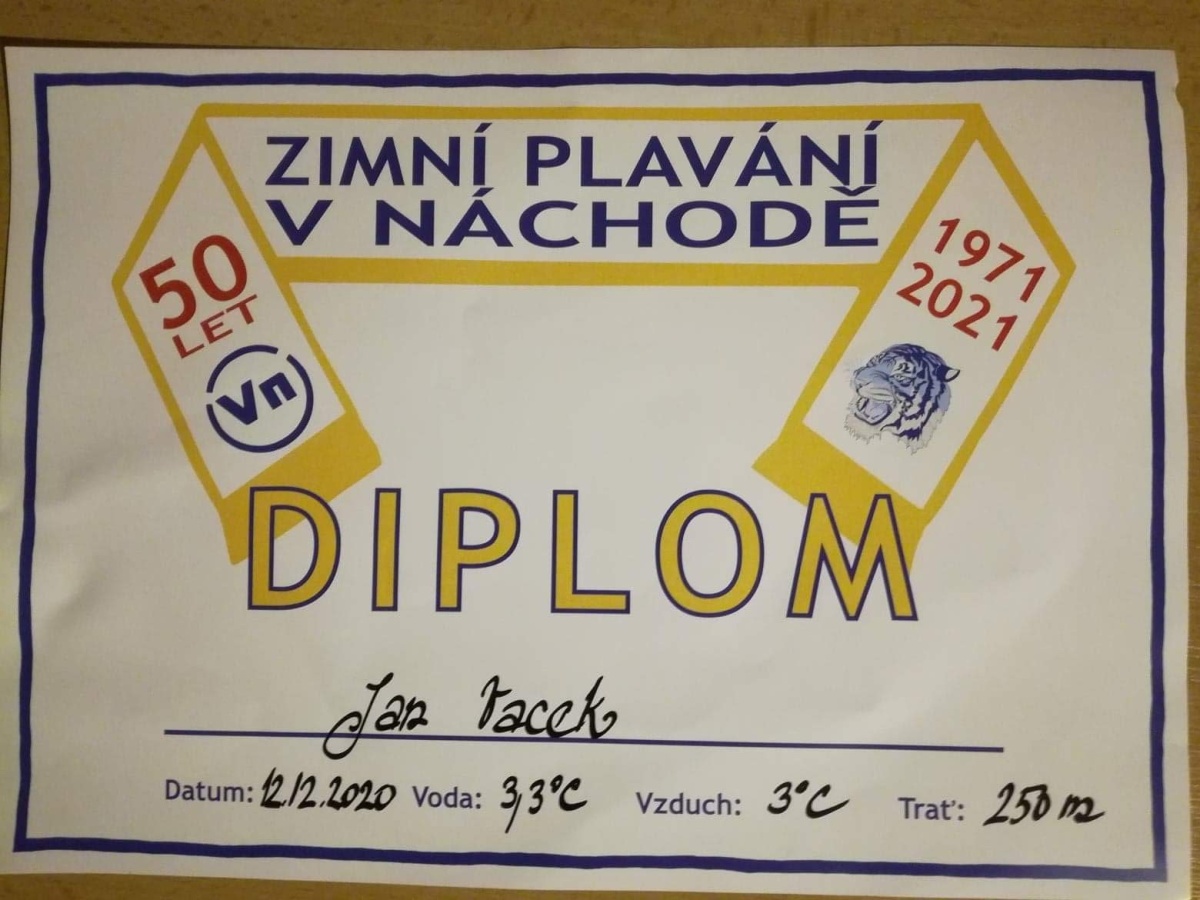 ZIMNÍ PLAVÁNÍ
V NÁCHODĚ
50
LET
Vn
1971
2021
DIPLOM
Jan Vacek
Datum: 12.12.2020 Voda: 3,3°C Vzduch: 3°C Trať: 250 m